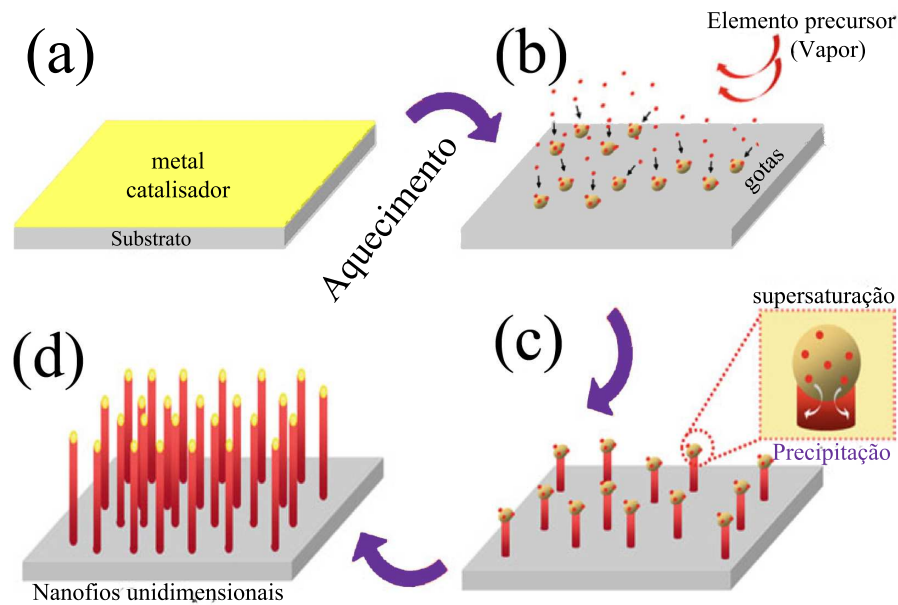 (a)
metal
catalisador
Substrato
Aquecimento
(b)
Elemento precursor
(Vapor)
gotas
(c)
supersaturação
Precipitação
(d)
Nanofios unidimensionais